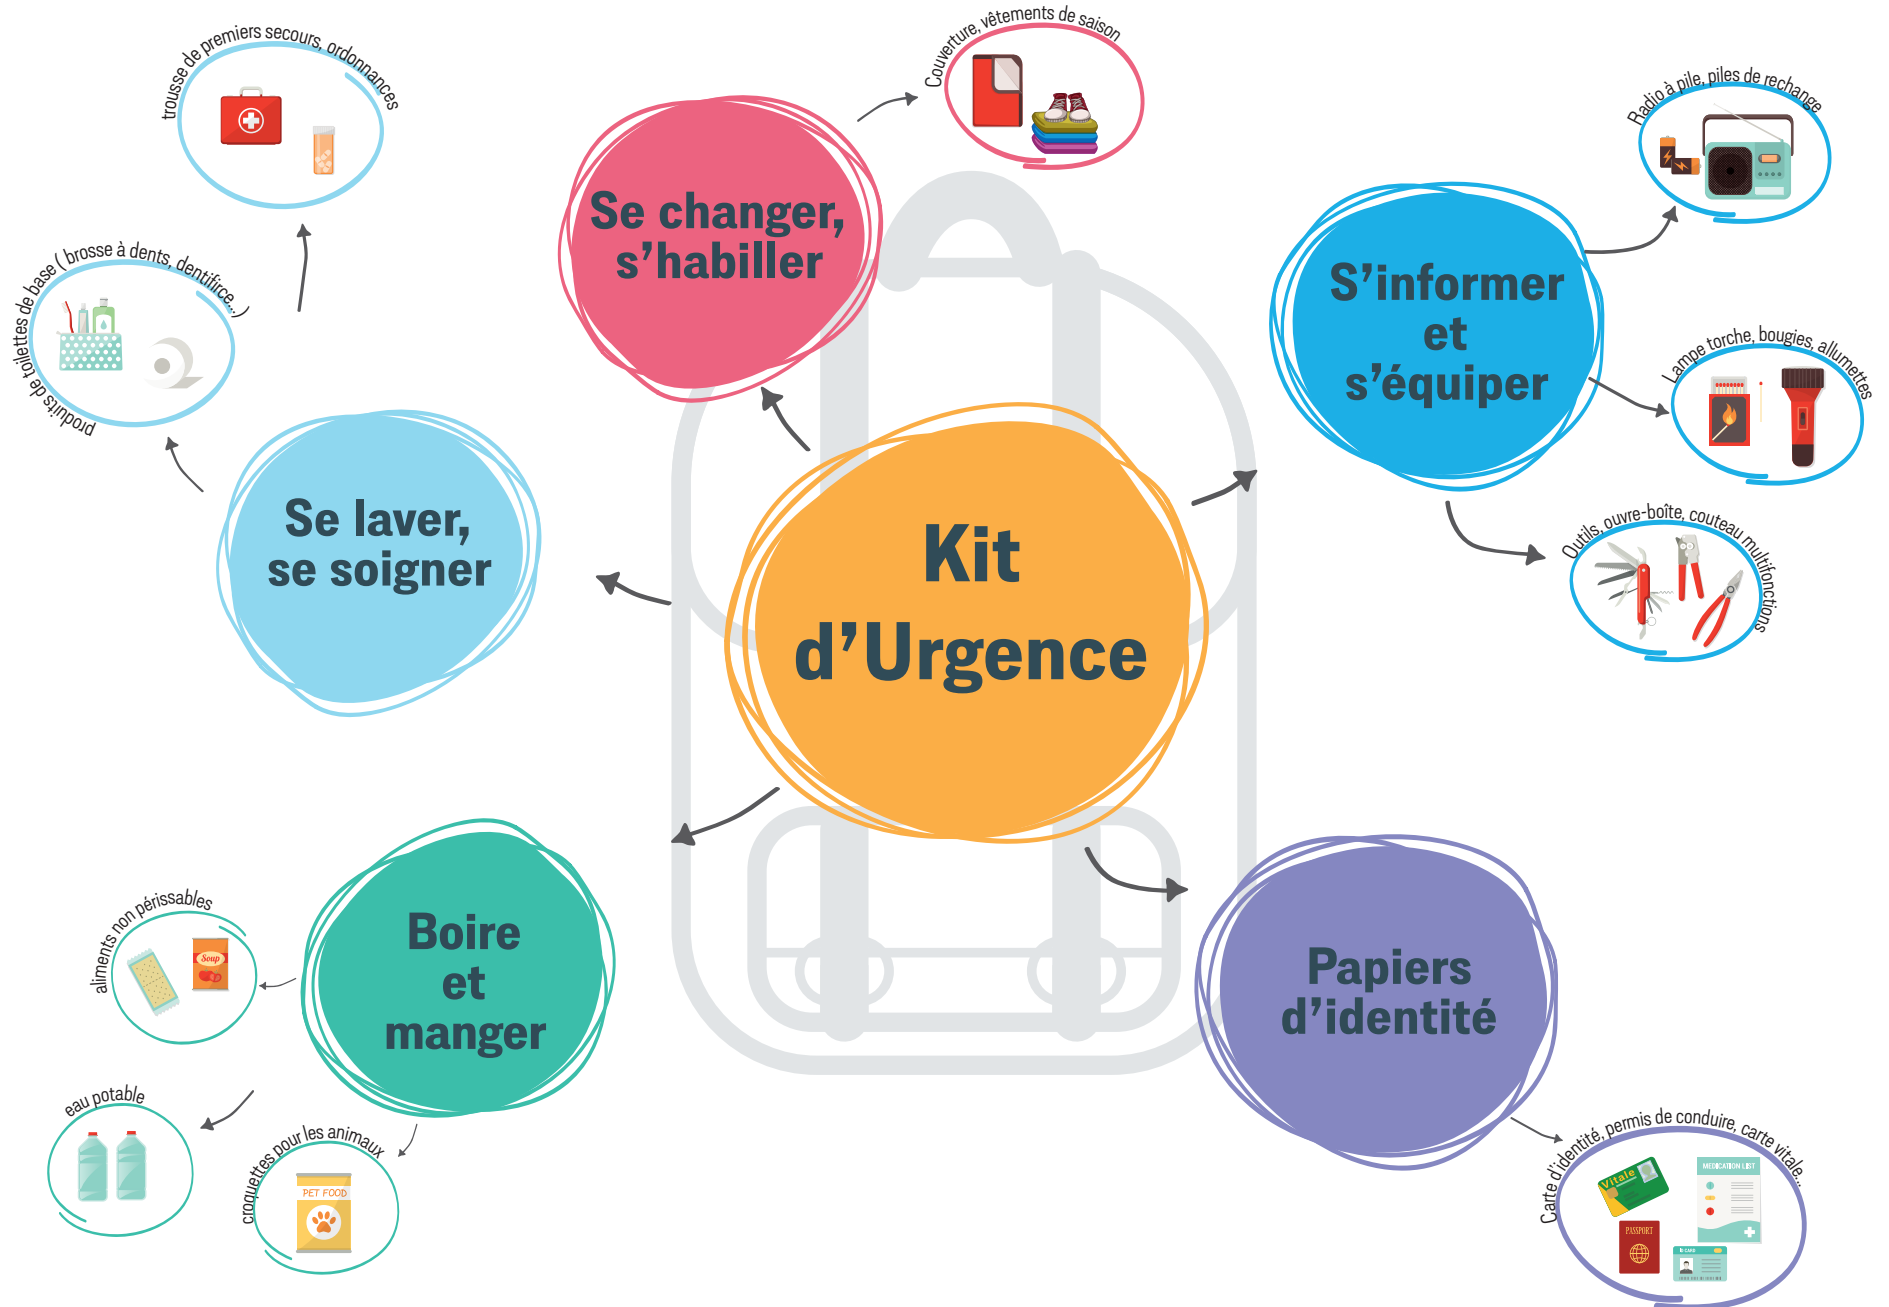 trousse de premiers secours, ordonnances
Couverture, vêtements de saison
Radio à pile, piles de rechange
Se changer,
s'habiller
produits de toilettes de base ( brosse à dents, dentifirce...)
S'informer
et
s'équiper
Lampe torche, bougies, allumettes
Se laver,
se soigner
Kit
d'Urgence
Outils, ouvre-boîte, couteau multifonctions
aliments non périssables
Soup
Boire
et
manger
Papiers
d'identité
eau potable
croquettes pour les animaux
PET FOOD
Carte d'identité, permis de conduire, carte vitale...
Vitale
MEDICATION LIST
PASSPORT
ID CARD